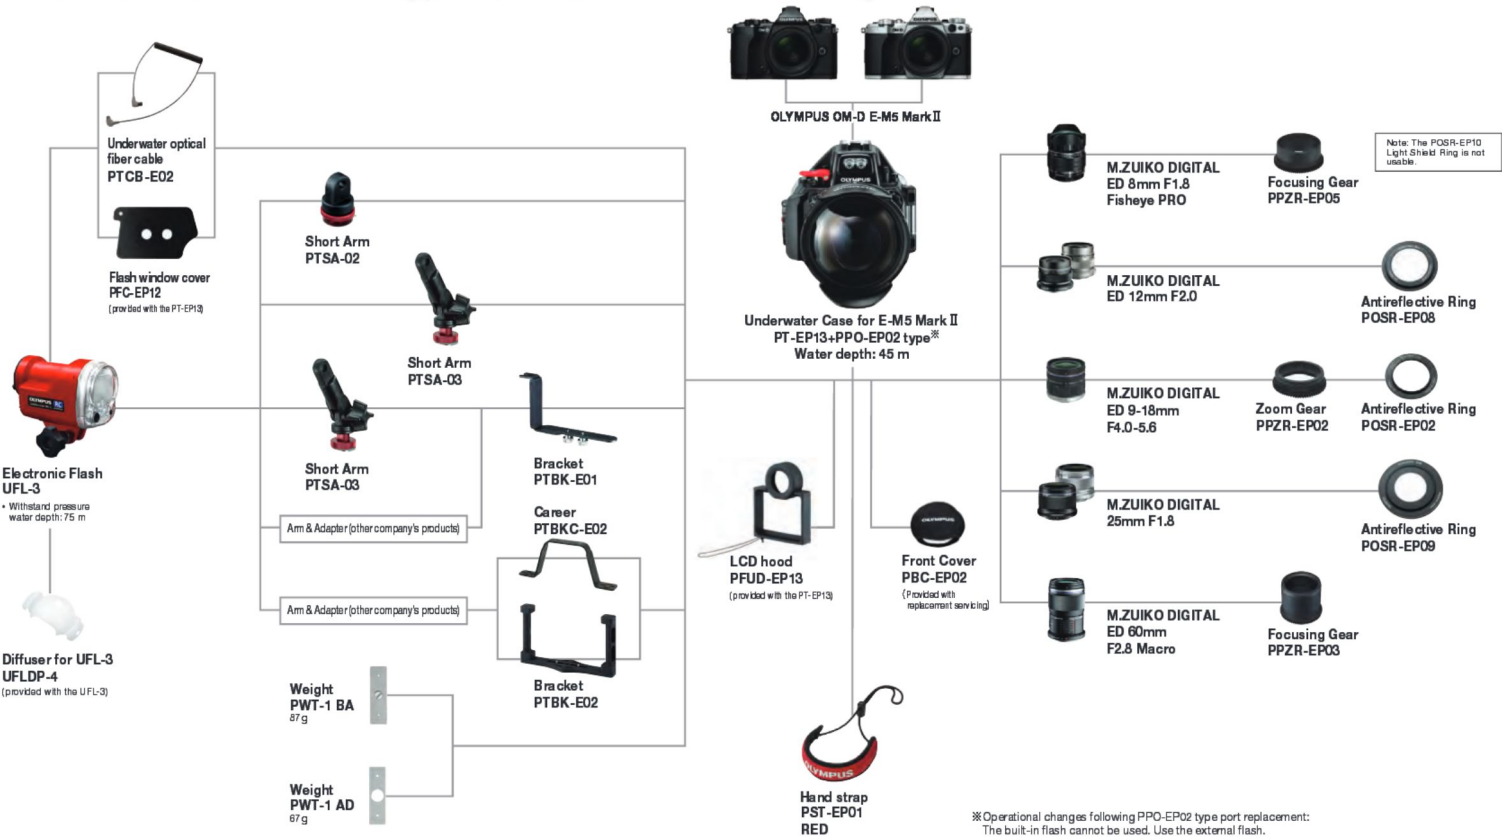 OLYMPUS OM-D E-M5 Mark II
Underwater optical
fiber cable
PTCB-E02
Flash window cover
PFC-EP12
(provided with the PT-EP13)
Short Arm
PTSA-02
Short Arm
PTSA-03
Short Arm
PTSA-03
Electronic Flash
UFL-3
• Withstand pressure
water depth: 75 m
Diffuser for UFL-3
UFLDP-4
(provided with the UFL-3)
Bracket
PTBK-E01
Arm & Adapter (other company's products)
Career
PTBKC-E02
Arm & Adapter (other company's products)
Bracket
PTBK-E02
Weight
PWT-1 BA
87 g
Weight
PWT-1 AD
67 g
OLYMPUS
Underwater Case for E-M5 Mark II
PT-EP13+PPO-EP02 type※
Water depth: 45 m
LCD hood
PFUD-EP13
(provided with the PT-EP13)
OLYMPUS
Front Cover
PBC-EP02
(Provided with
replacement servicing)
OLYMPUS
Hand strap
PST-EP01
RED
M.ZUIKO DIGITAL
ED 8mm F1.8
Fisheye PRO
Focusing Gear
PPZR-EP05
Note: The POSR-EP10
Light Shield Ring is not
usable.
M.ZUIKO DIGITAL
ED 12mm F2.0
Antireflective Ring
POSR-EP08
M.ZUIKO DIGITAL
ED 9-18mm
F4.0-5.6
Zoom Gear
PPZR-EP02
Antireflective Ring
POSR-EP02
M.ZUIKO DIGITAL
25mm F1.8
Antireflective Ring
POSR-EP09
M.ZUIKO DIGITAL
ED 60mm
F2.8 Macro
Focusing Gear
PPZR-EP03
※Operational changes following PPO-EP02 type port replacement:
The built-in flash cannot be used. Use the external flash.